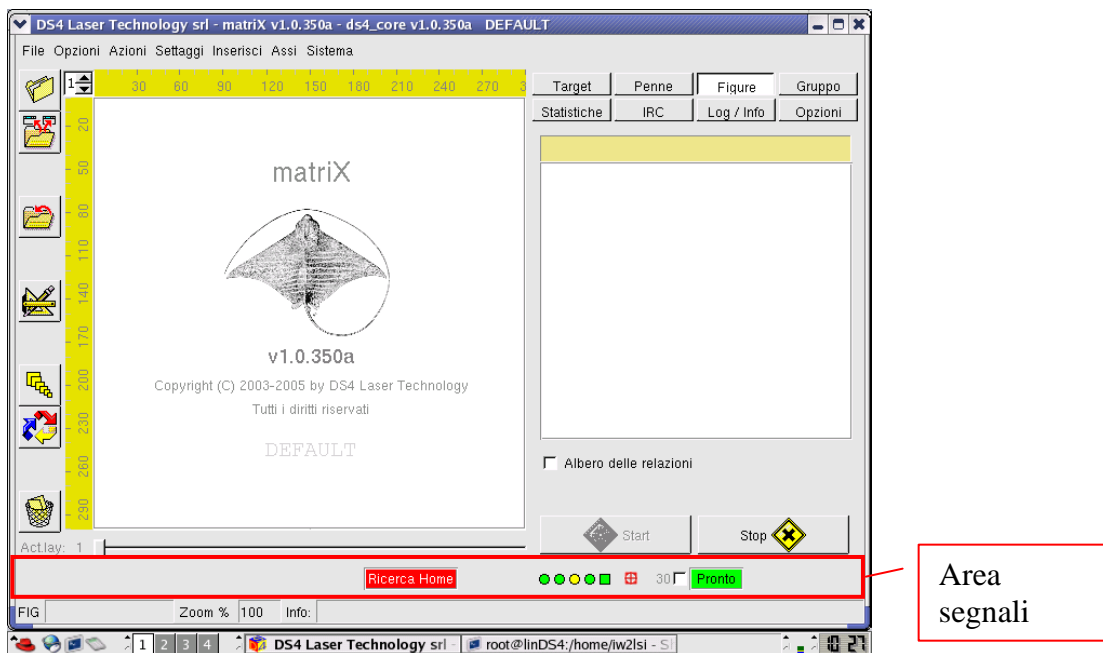 DS4 Laser Technology srl - matriX v1.0.350a - ds4_core v1.0.350a DEFAULT
File Opzioni Azioni Settaggi Inserisci Assi Sistema
1 30 60 90 120 150 180 210 240 270 3
Target Penne Figure Gruppo
Statistiche IRC Log / Info Opzioni
20
50
80
110
140
170
200
230
260
290
matriX
v1.0.350a
Copyright (C) 2003-2005 by DS4 Laser Technology
Tutti i diritti riservati
DEFAULT
Albero delle relazioni
Start Stop
Act.lay: 1
Ricerca Home 30 Pronto
Area
segnali
FIG Zoom % 100 Info:
1 2 3 4 DS4 Laser Technology srl - root@linDS4:/home/iw2lsi - S 10 27